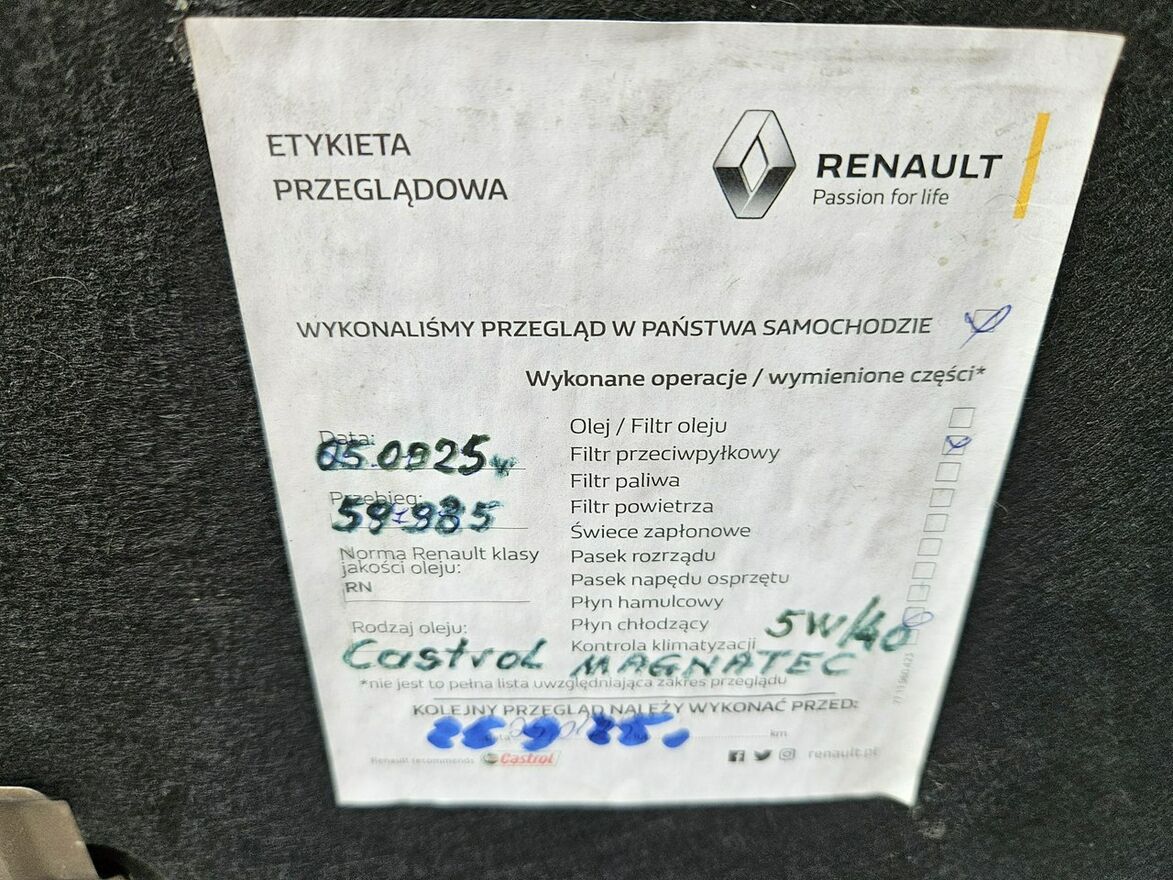 ETYKIETA
PRZEGLĄDOWA
RENAULT
Passion for life
WYKONALIŚMY PRZEGLĄD W PAŃSTWA SAMOCHODZIE
Wykonane operacje / wymienione części*
Olej / Filtr oleju
Filtr przeciwpyłkowy
Filtr paliwa
Filtr powietrza
Świece zapłonowe
Pasek rozrządu
Pasek napędu osprzętu
Płyn hamulcowy
Płyn chłodzący
Kontrola klimatyzacji
Data:
Przebieg:
59 985
Norma Renault klasy
jakości oleju:
RN
Rodzaj oleju:
5W/40
Castrol MAGNATEC
*nie jest to pełna lista uwzględniająca zakres przeglądu
KOLEJNY PRZEGLĄD NALEŻY WYKONAĆ PRZED:
km
Renault recommends Castrol
renault.pl